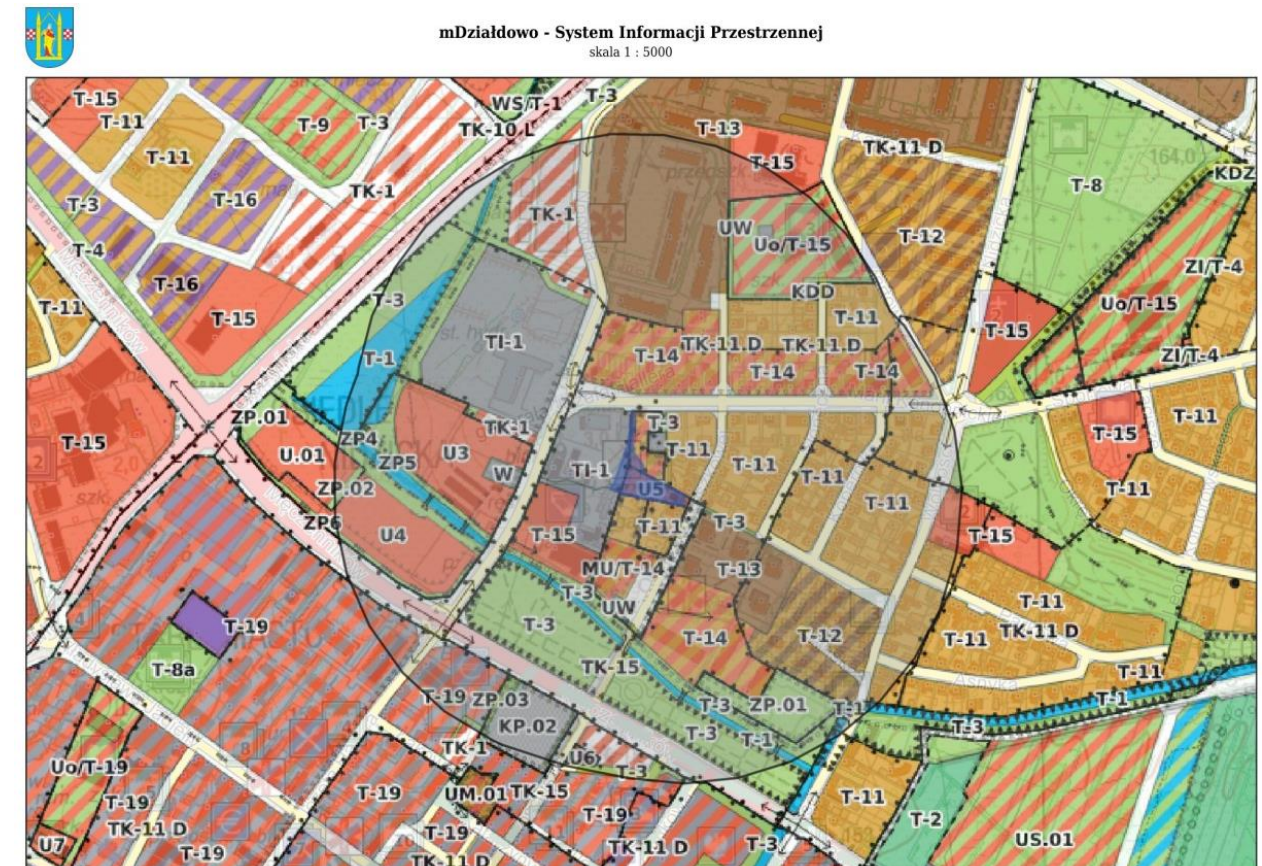 mDziałdowo - System Informacji Przestrzennej
skala 1 : 5000
T-15
WS/T-1
T-3
T-11
T-9
T-3
TK-10 L
T-13
T-15
TK-11 D
T-11
164,0
KDZ
T-8
TK-1
T-16
T-3
TK-1
UW
Uo/T-15
T-12
T-4
ZI/T-4
T-16
T-3
KDD
T-11
Uo/T-15
T-11
T-15
T-15
TI-1
T-14
TK-11 D
TK-11 D
T-1
ZI/T-4
T-14
T-14
ZP.01
TK-1
T-3
T-11
T-15
ZP4
T-15
U.01
U3
T-11
ZP5
TI-1
T-11
W
T-11
ZP.02
U5
T-11
T-11
ZP6
T-11
T-3
U4
T-15
T-15
MU/T-14
T-13
T-3
UW
T-11
T-19
T-3
T-14
T-12
T-11
TK-11 D
T-8a
TK-15
T-11
T-19
ZP.03
T-3
ZP.01
T-1
T-1
KP.02
T-3
T-1
T-3
TK-1
U6
T-3
Uo/T-19
T-19
UM.01
TK-15
T-11
T-19
T-19
T-2
TK-11 D
T-19
U7
T-19
TK-11 D
TK-11 D
T-3
US.01